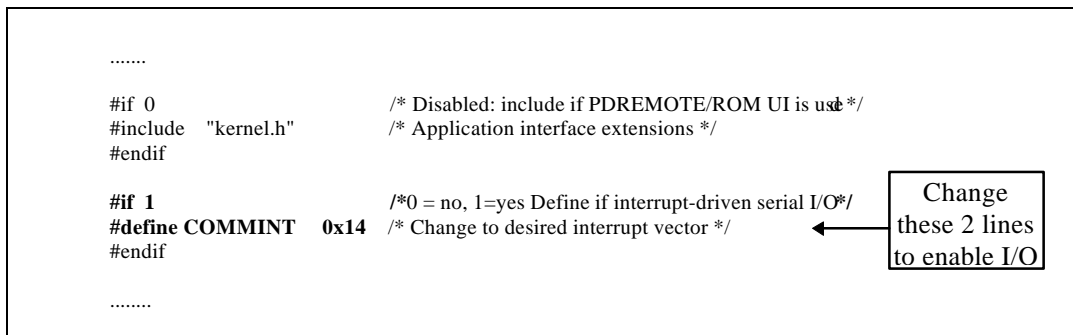 .......
#if 0 /* Disabled: include if PDREMOTE/ROM UI is used */
#include "kernel.h" /* Application interface extensions */
#endif
#if 1 /*0 = no, 1=yes Define if interrupt-driven serial I/O*/
#define COMMINT 0x14 /* Change to desired interrupt vector */
#endif
........
Change
these 2 lines
to enable I/O